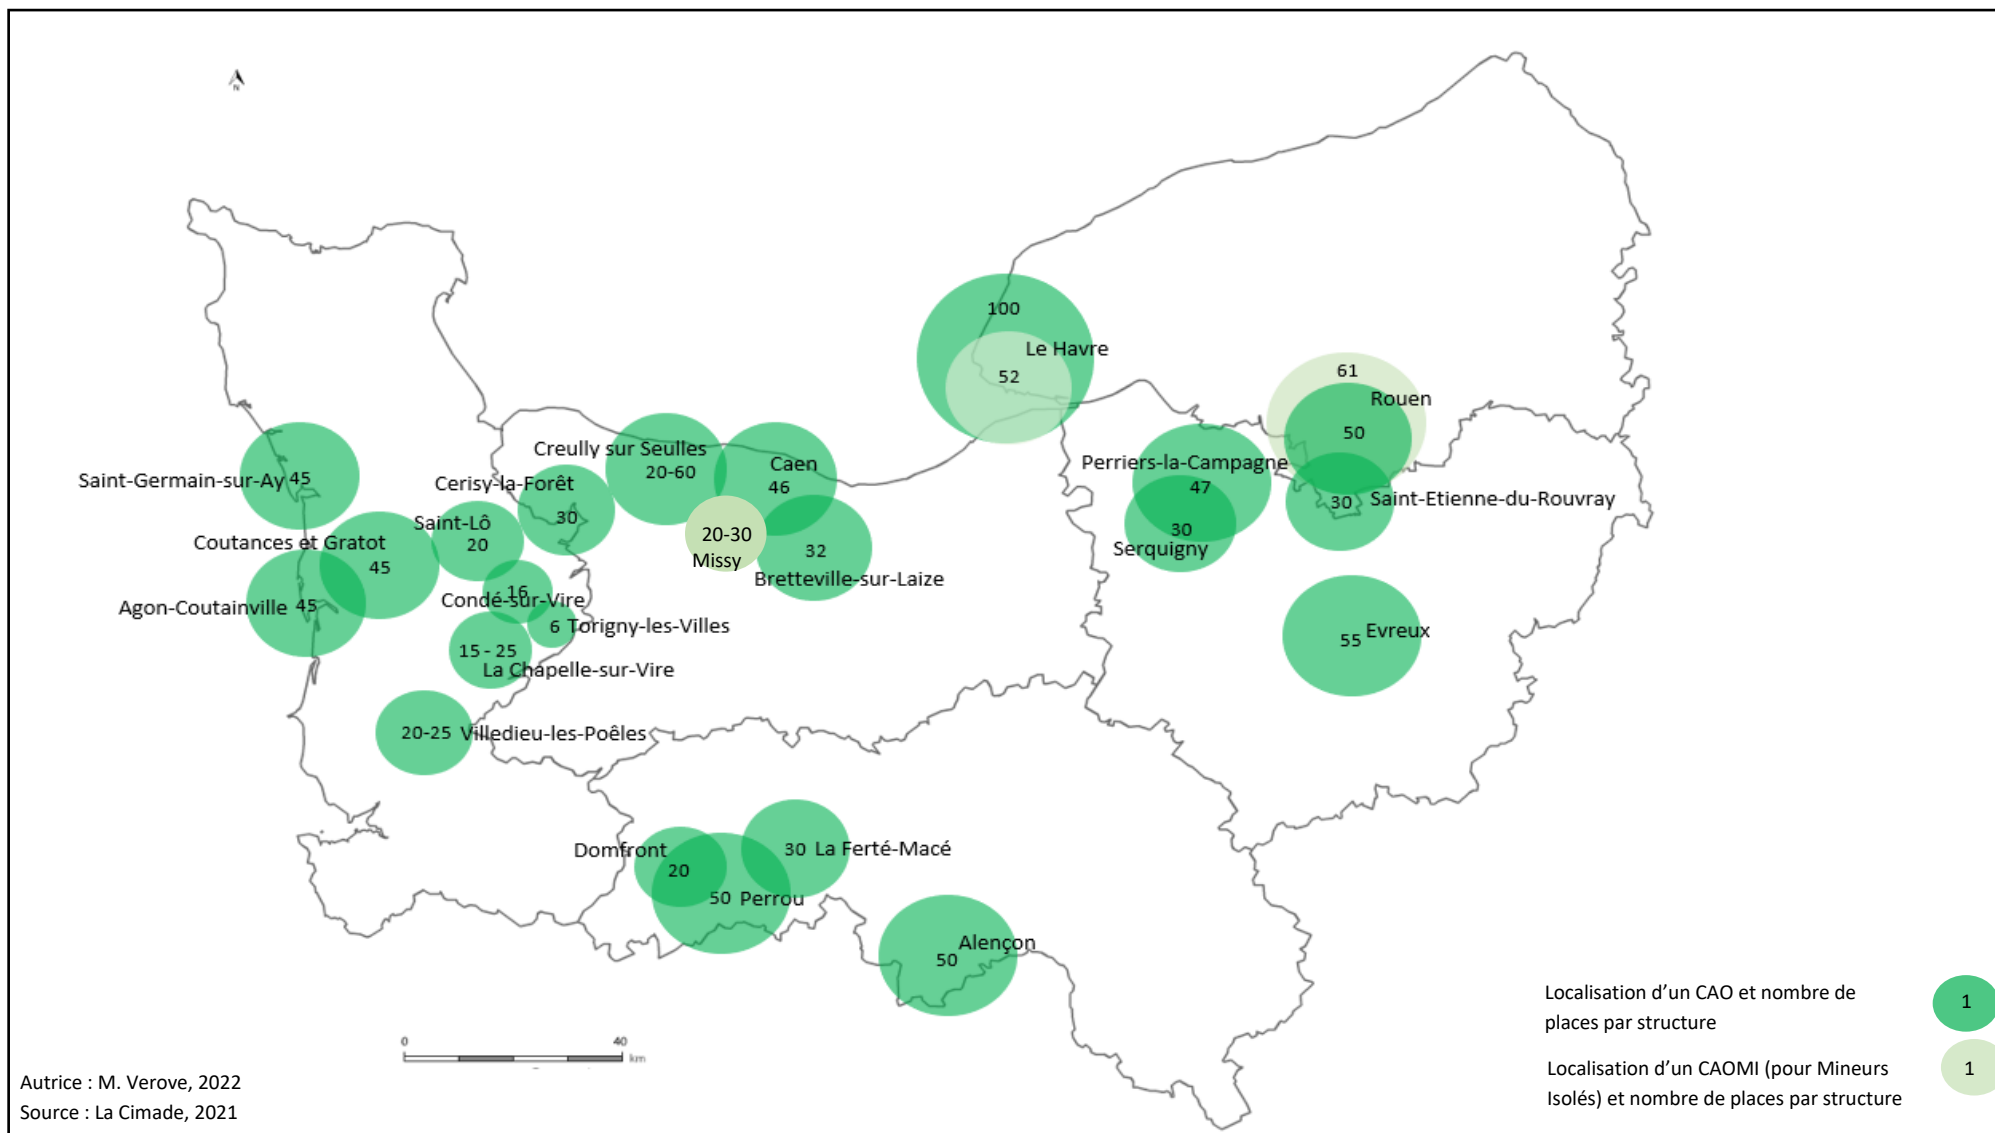 N
100
Le Havre
52
61
Rouen
50
Creully sur Seulles
20-60
Caen
46
Perriers-la-Campagne
47
Saint-Germain-sur-Ay 45
Cerisy-la-Forêt
30
30
Saint-Etienne-du-Rouvray
Saint-Lô
20
30
Serquigny
20-30
Missy
32
Bretteville-sur-Laize
Coutances et Gratot
45
16
Condé-sur-Vire
Agon-Coutainville 45
6 Torigny-les-Villes
55 Evreux
15 - 25
La Chapelle-sur-Vire
20-25 Villedieu-les-Poêles
Domfront
20
30 La Ferté-Macé
50 Perrou
Alençon
50
0 40
km
Localisation d’un CAO et nombre de
places par structure
1
Localisation d’un CAOMI (pour Mineurs
Isolés) et nombre de places par structure
1
Autrice : M. Verove, 2022
Source : La Cimade, 2021